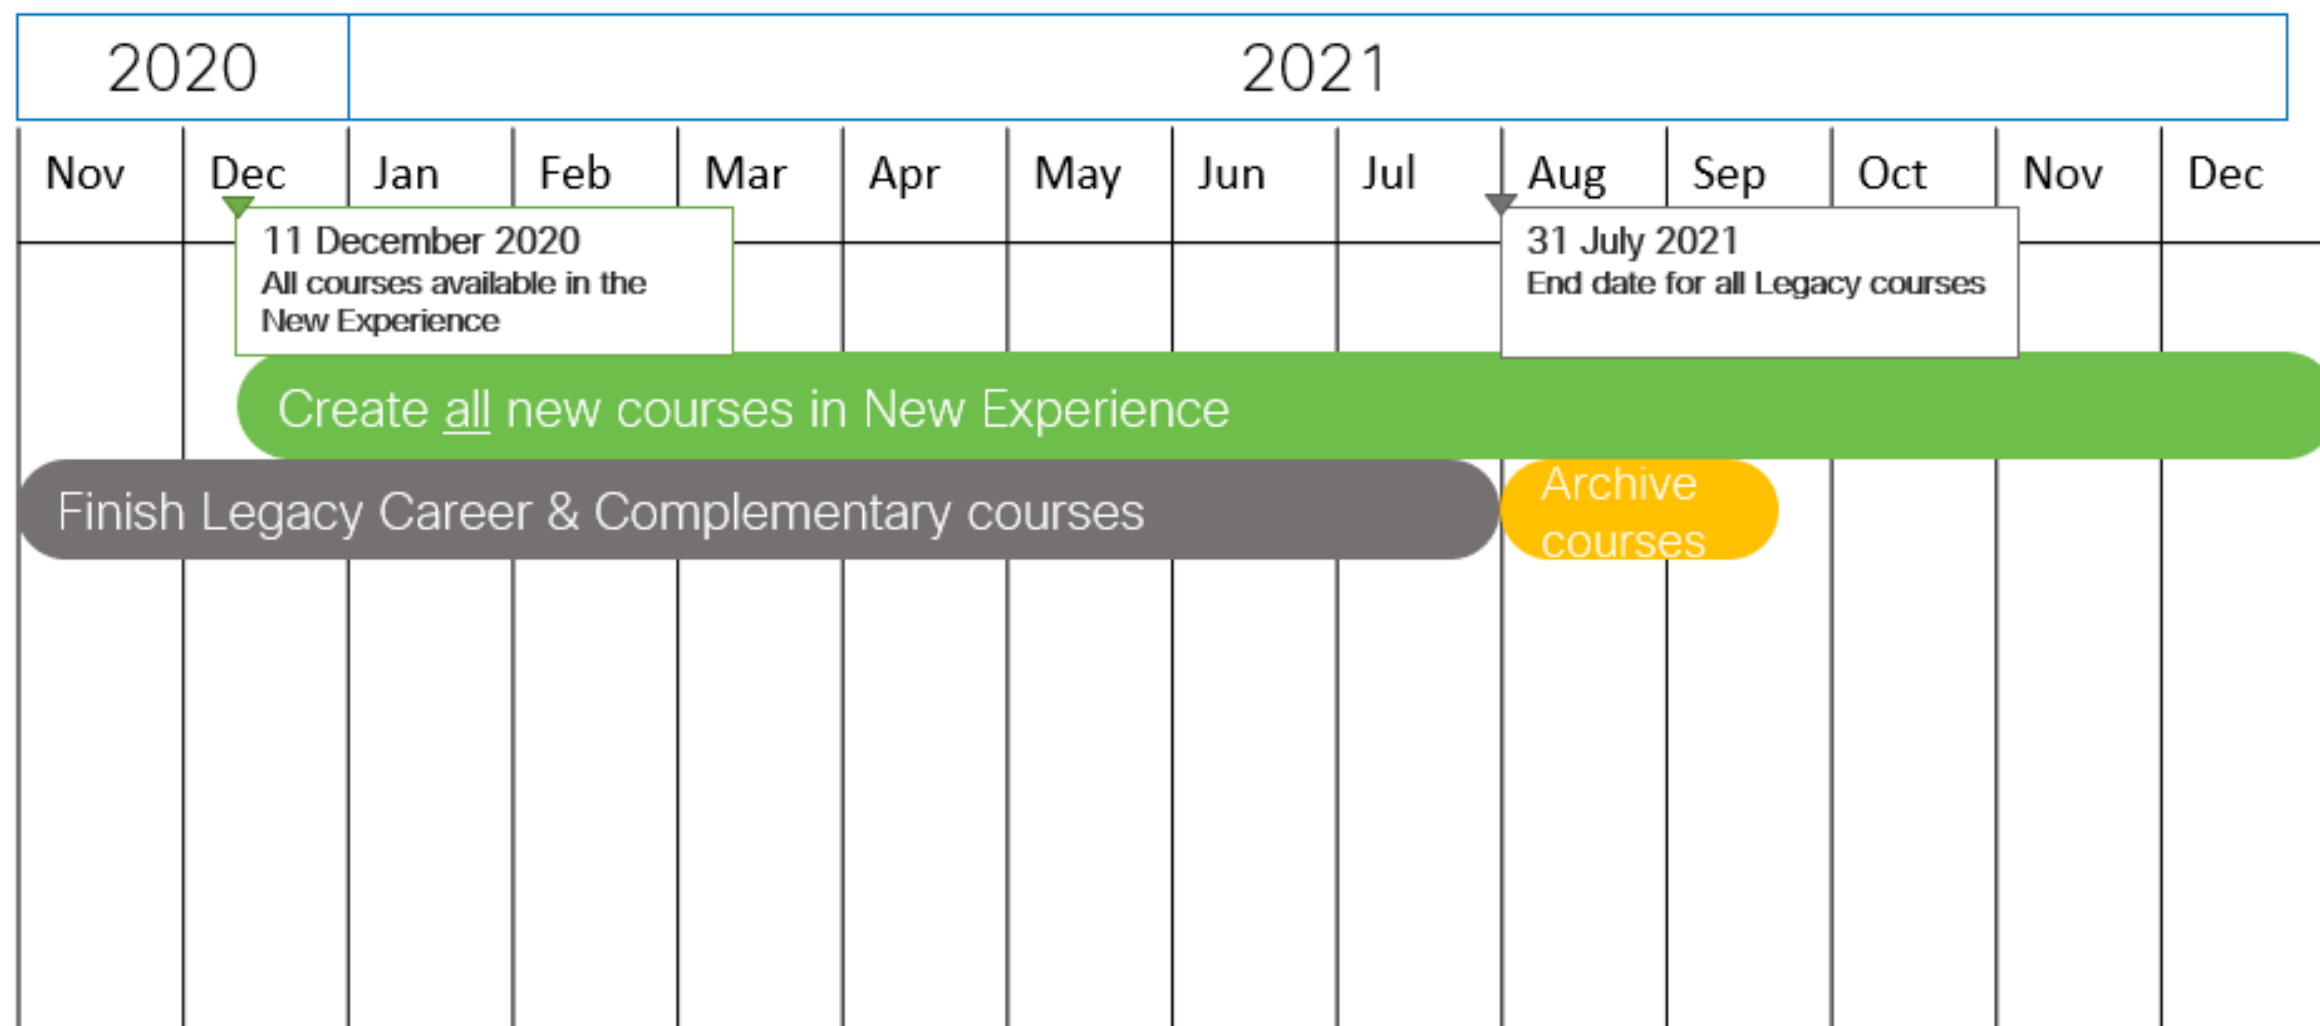 2020 2021
Nov Dec Jan Feb Mar Apr May Jun Jul Aug Sep Oct Nov Dec
11 December 2020
All courses available in the
New Experience
31 July 2021
End date for all Legacy courses
Create all new courses in New Experience
Finish Legacy Career & Complementary courses
Archive
courses